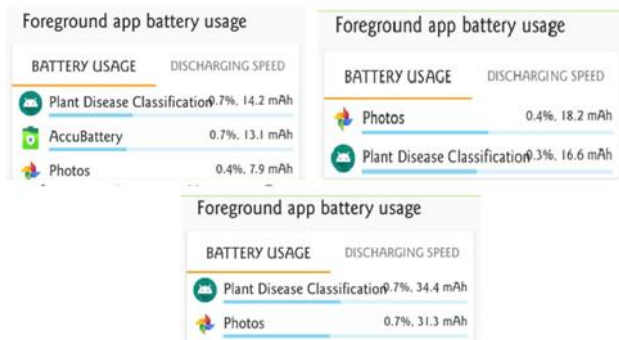 Foreground app battery usage
BATTERY USAGE DISCHARGING SPEED
Plant Disease Classification 0.7%, 14.2 mAh
AccuBattery 0.7%, 13.1 mAh
Photos 0.4%, 7.9 mAh
Foreground app battery usage
BATTERY USAGE DISCHARGING SPEED
Photos 0.4%, 18.2 mAh
Plant Disease Classification 0.3%, 16.6 mAh
Foreground app battery usage
BATTERY USAGE DISCHARGING SPEED
Plant Disease Classification 0.7%, 34.4 mAh
Photos 0.7%, 31.3 mAh